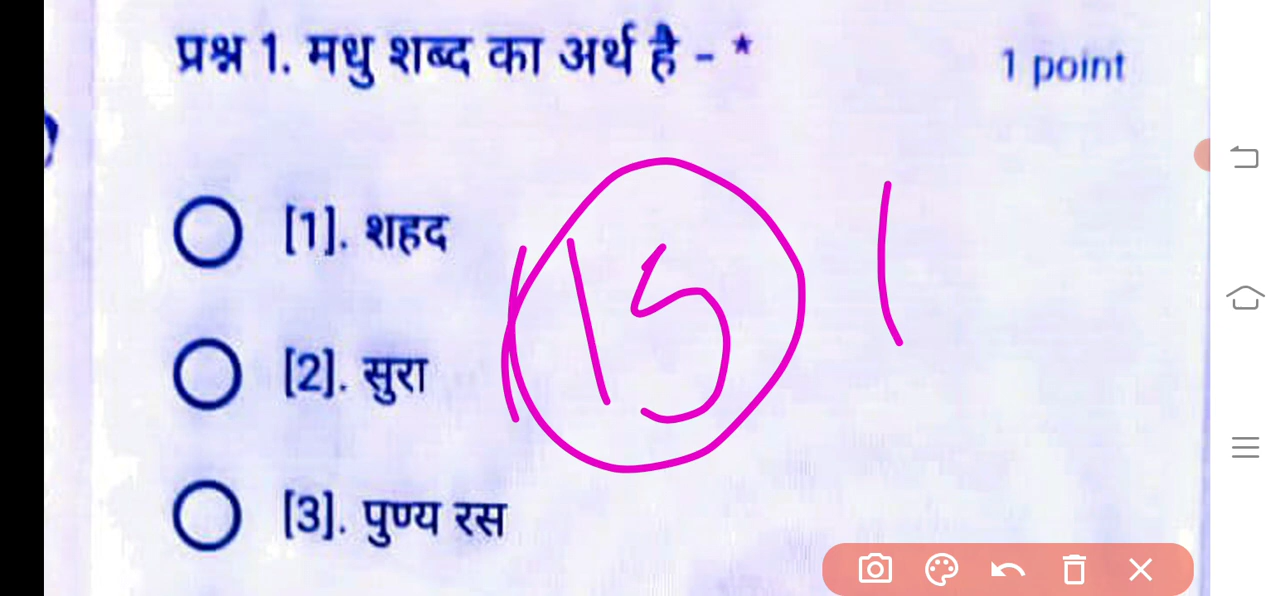 प्रश्न 1. मधु शब्द का अर्थ है - *
1 point
[1]. शहद
15
[2]. सुरा
[3]. पुण्य रस